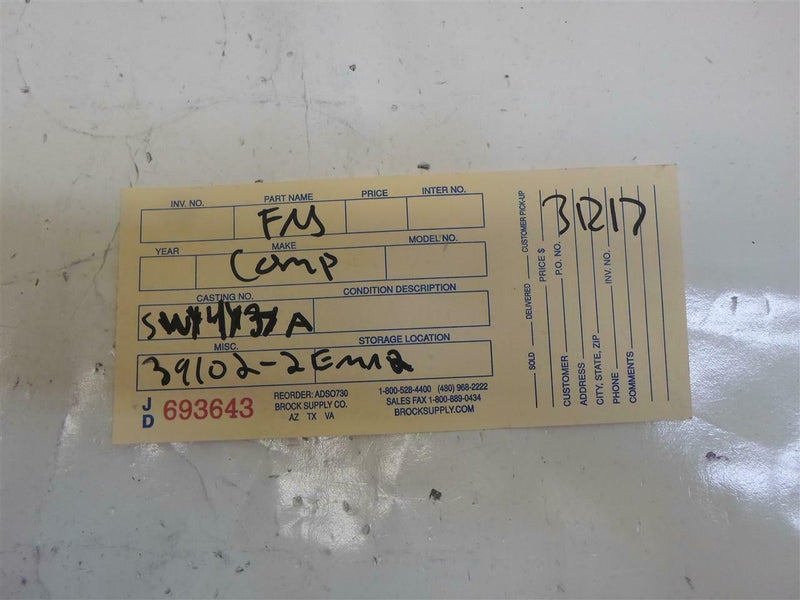 INV. NO. PART NAME PRICE INTER NO.
YEAR MAKE MODEL NO.
Comp
CASTING NO. CONDITION DESCRIPTION
MISC. STORAGE LOCATION
39102-2EMM2
JD 693643
REORDER: ADSO730
BROCK SUPPLY CO.
AZ TX VA
1-800-528-4400 (480) 968-2222
SALES FAX 1-800-889-0434
BROCKSUPPLY.COM
SOLD DELIVERED CUSTOMER PICK-UP
PRICE $
P.O. NO.
CUSTOMER
ADDRESS
CITY, STATE, ZIP
INV. NO.
PHONE
COMMENTS
31217